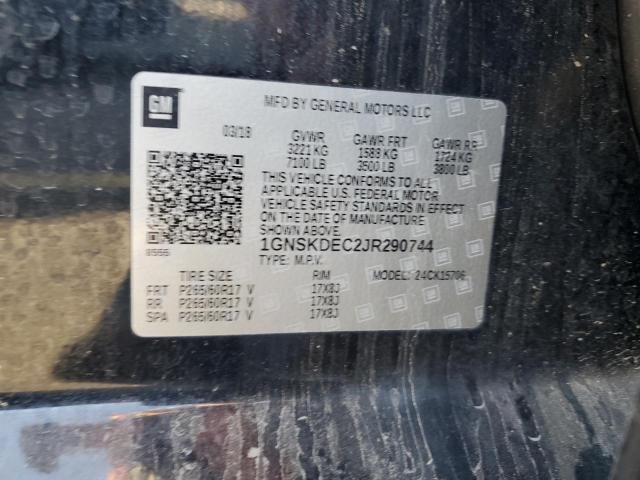 GM
MFD BY GENERAL MOTORS LLC
03/18 GVWR GAWR FRT GAWR RR
3221 KG 1588 KG 1724 KG
7100 LB 3500 LB 3800 LB
THIS VEHICLE CONFORMS TO ALL
APPLICABLE U.S. FEDERAL MOTOR
VEHICLE SAFETY STANDARDS IN EFFECT
ON THE DATE OF MANUFACTURE
SHOWN ABOVE.
1GNSKDEC2JR290744
TYPE: M.P.V.
TIRE SIZE RIM MODEL: 24CK15706
FRT P265/60R17 V 17X8J
RR P265/60R17 V 17X8J
SPA P265/60R17 V 17X8J